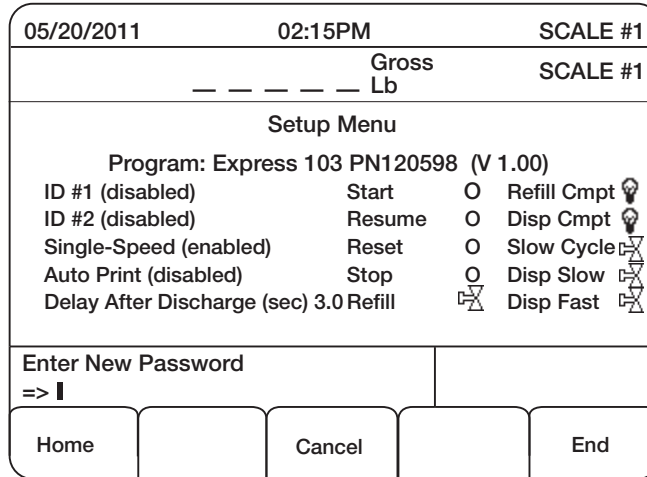 05/20/2011 02:15PM SCALE #1
Gross SCALE #1
_ _ _ _ _ Lb
Setup Menu
Program: Express 103 PN120598 (V 1.00)
ID #1 (disabled) Start O Refill Cmpt
ID #2 (disabled) Resume O Disp Cmpt
Single-Speed (enabled) Reset O Slow Cycle
Auto Print (disabled) Stop O Disp Slow
Delay After Discharge (sec) 3.0 Refill Disp Fast
Enter New Password
=>
Home Cancel End